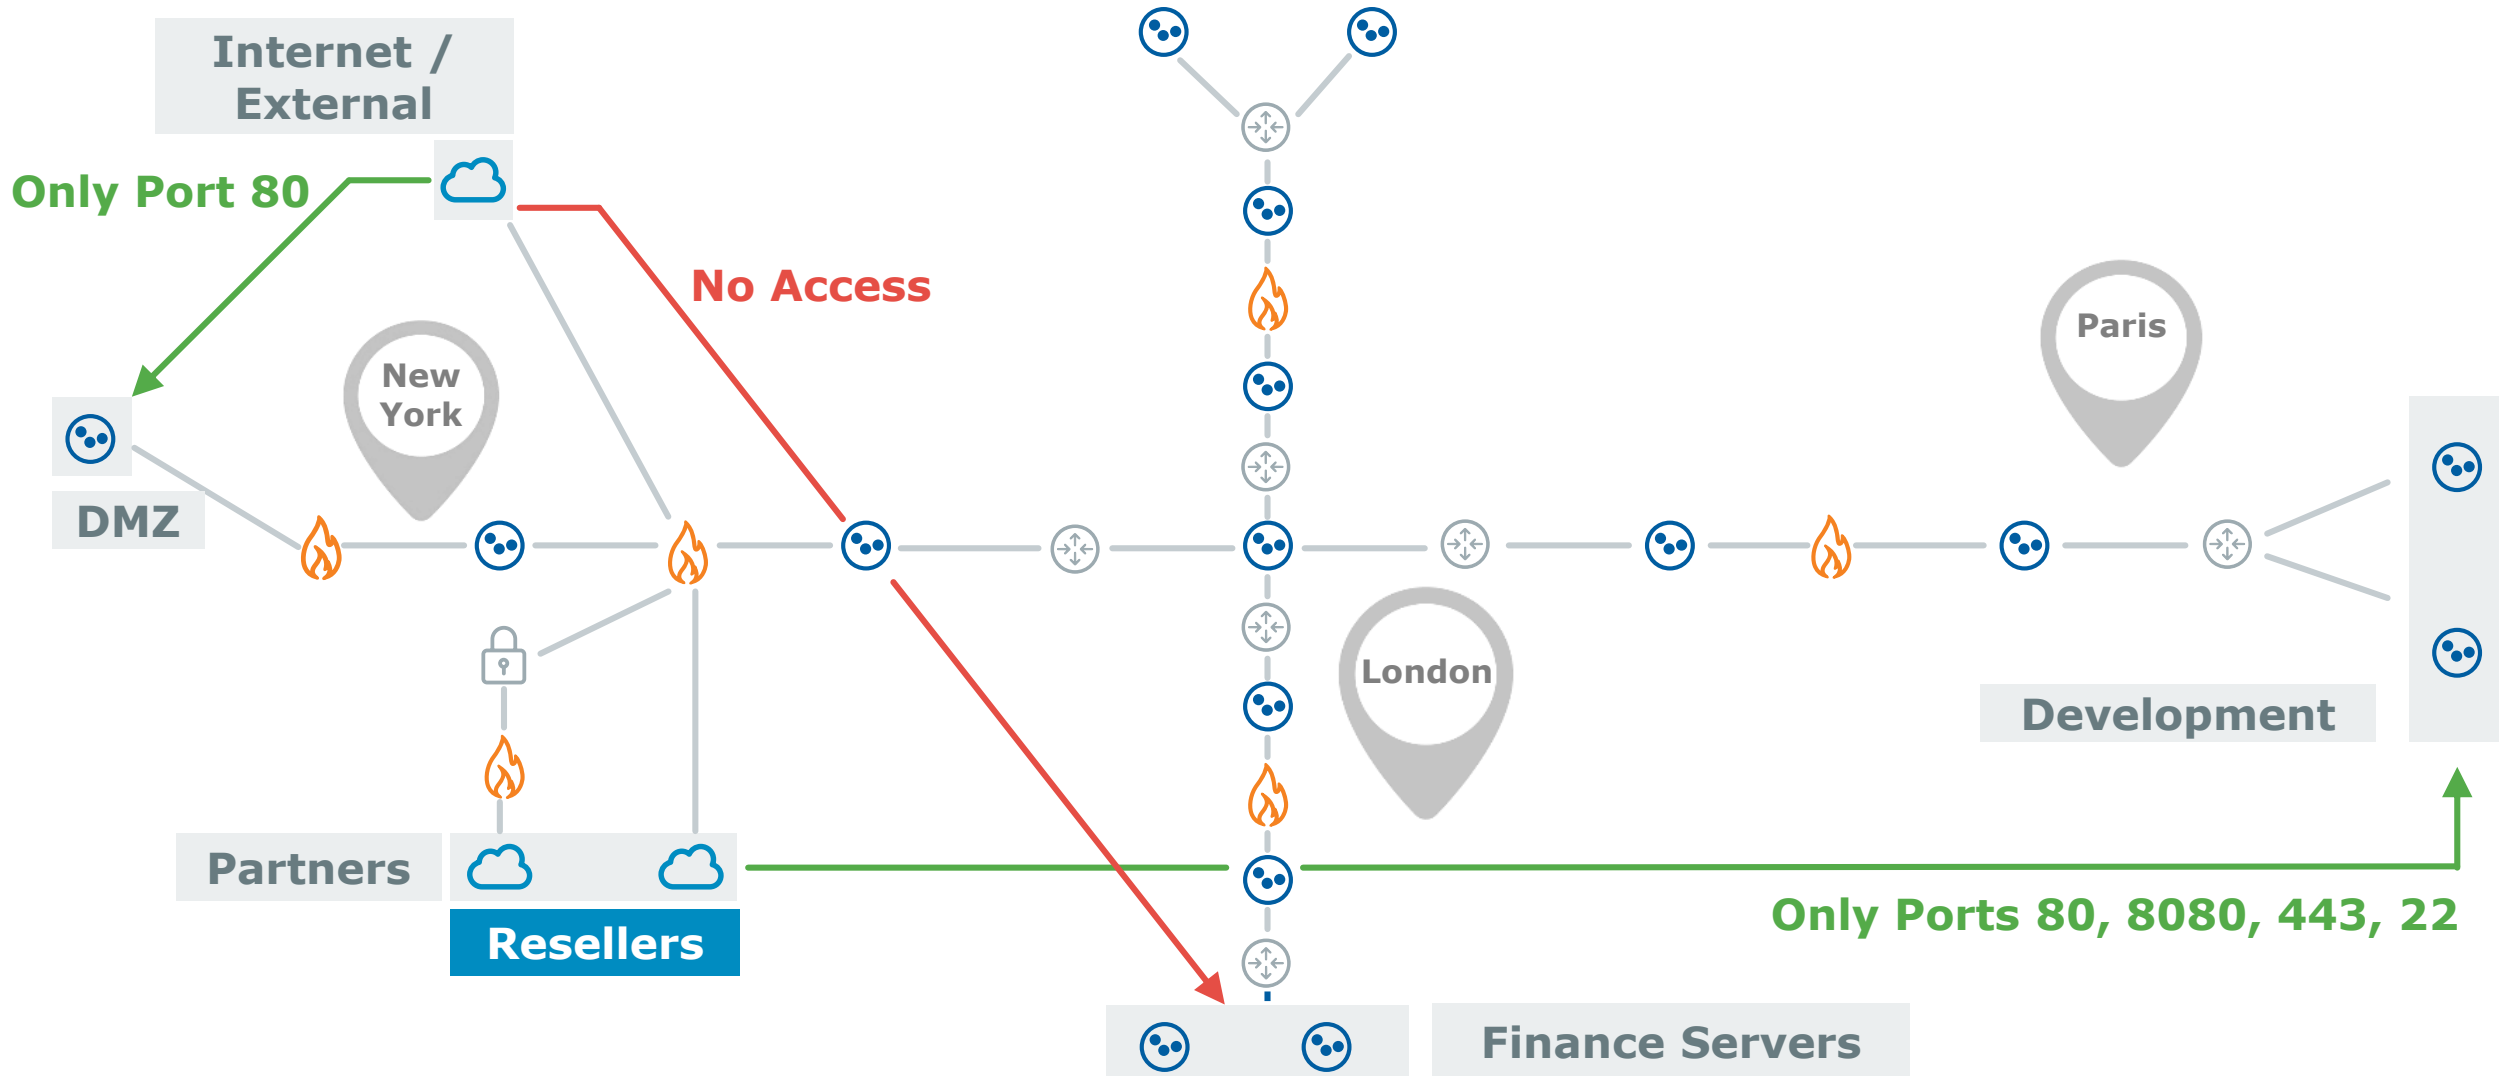 Internet /
External
Only Port 80
No Access
New
York
Paris
DMZ
London
Development
Partners
Resellers
Only Ports 80, 8080, 443, 22
Finance Servers